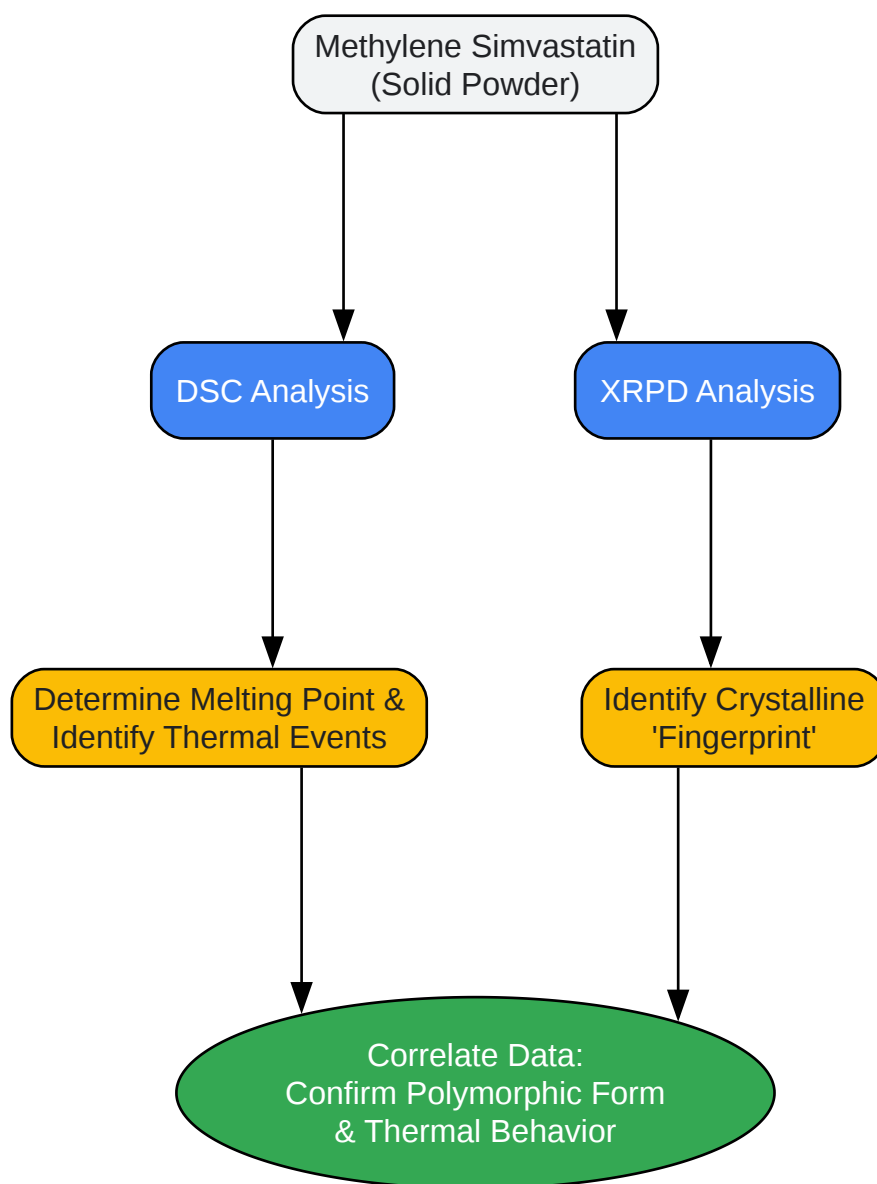 Methylene Simvastatin
(Solid Powder)
DSC Analysis
XRPD Analysis
Determine Melting Point &
Identify Thermal Events
Identify Crystalline
'Fingerprint'
Correlate Data:
Confirm Polymorphic Form
& Thermal Behavior